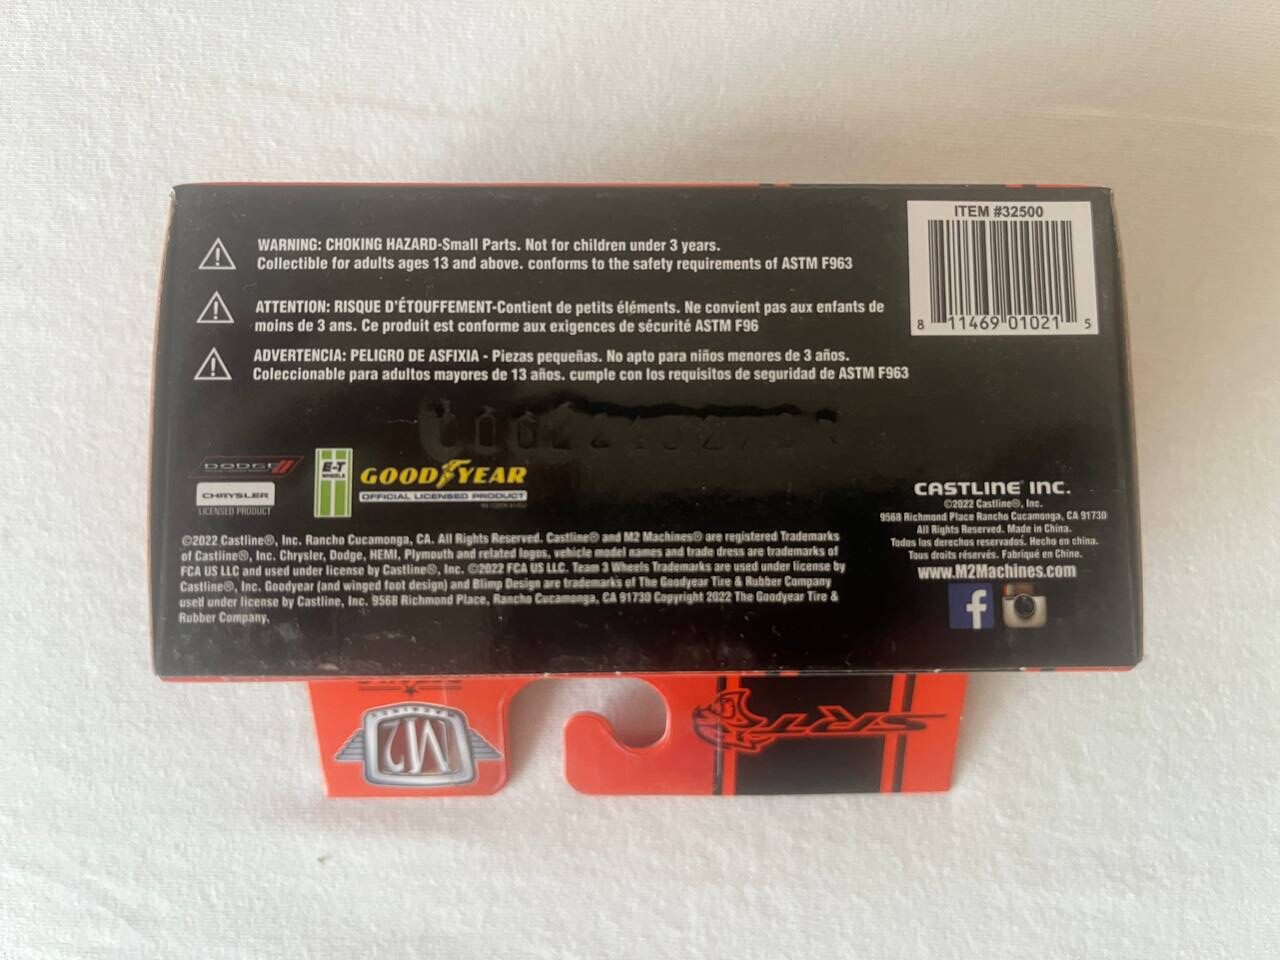 ITEM #32500
8 11469 01021 5
WARNING: CHOKING HAZARD-Small Parts. Not for children under 3 years.
Collectible for adults ages 13 and above. conforms to the safety requirements of ASTM F963
ATTENTION: RISQUE D'ÉTOUFFEMENT-Contient de petits éléments. Ne convient pas aux enfants de
moins de 3 ans. Ce produit est conforme aux exigences de sécurité ASTM F96
ADVERTENCIA: PELIGRO DE ASFIXIA - Piezas pequeñas. No apto para niños menores de 3 años.
Coleccionable para adultos mayores de 13 años. cumple con los requisitos de seguridad de ASTM F963
DODGE
CHRYSLER
LICENSED PRODUCT
E-T
WHEELS
GOODYEAR
OFFICIAL LICENSED PRODUCT
©2022 Castline®, Inc. Rancho Cucamonga, CA. All Rights Reserved. Castline® and M2 Machines® are registered Trademarks
of Castline®, Inc. Chrysler, Dodge, HEMI, Plymouth and related logos, vehicle model names and trade dress are trademarks of
FCA US LLC and used under license by Castline®, Inc. ©2022 FCA US LLC. Team 3 Wheels Trademarks are used under license by
Castline®, Inc. Goodyear (and winged foot design) and Blimp Design are trademarks of The Goodyear Tire & Rubber Company
used under license by Castline, Inc. 9568 Richmond Place, Rancho Cucamonga, CA 91730 Copyright 2022 The Goodyear Tire &
Rubber Company.
CASTLINE® INC.
©2022 Castline®, Inc.
9568 Richmond Place Rancho Cucamonga, CA 91730
All Rights Reserved. Made in China.
Todos los derechos reservados. Hecho en china.
Tous droits réservés. Fabriqué en Chine.
www.M2Machines.com
f
M2
MACHINES
SRT